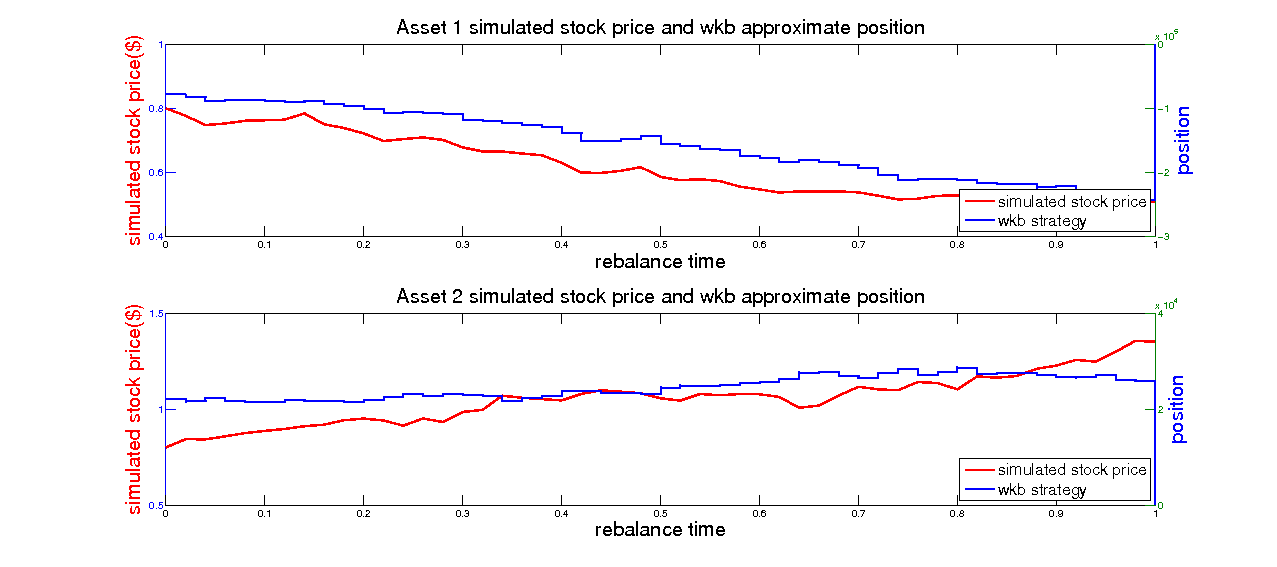 Asset 1 simulated stock price and wkb approximate position
simulated stock price($)
1
0.8
0.6
0.4
0 0.1 0.2 0.3 0.4 0.5 0.6 0.7 0.8 0.9 1
rebalance time
x 10⁵
0
-1
-2
-3
position
simulated stock price
wkb strategy
Asset 2 simulated stock price and wkb approximate position
simulated stock price($)
1.5
1
0.5
0 0.1 0.2 0.3 0.4 0.5 0.6 0.7 0.8 0.9 1
rebalance time
x 10⁴
4
2
0
position
simulated stock price
wkb strategy